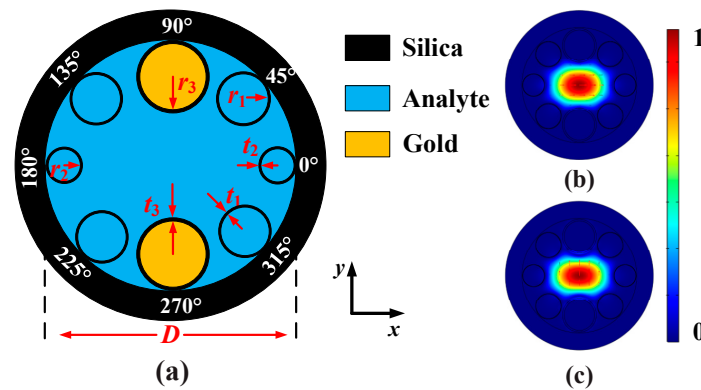 90°
135°
45°
r3
r1
t2
180°
r2
0°
t3
t1
225°
315°
270°
D
(a)
y
x
Silica
Analyte
Gold
(b)
(c)
1
0